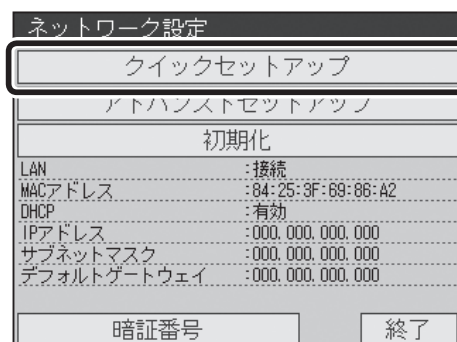 ネットワーク設定
クイックセットアップ
アドバンストセットアップ
初期化
LAN :接続
MACアドレス :84:25:3F:69:86:A2
DHCP :有効
IPアドレス :000.000.000.000
サブネットマスク :000.000.000.000
デフォルトゲートウェイ :000.000.000.000
暗証番号 終了